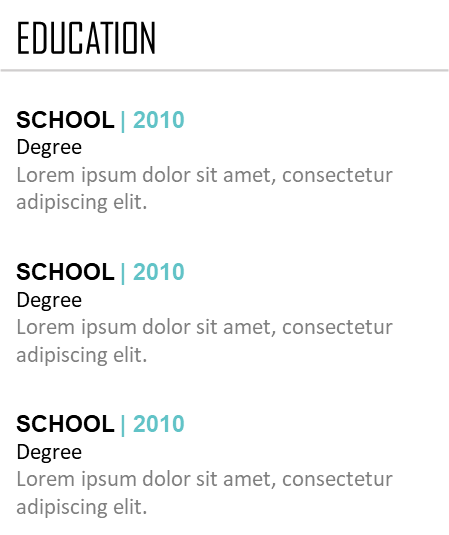 EDUCATION
SCHOOL | 2010
Degree
Lorem ipsum dolor sit amet, consectetur
adipiscing elit.
SCHOOL | 2010
Degree
Lorem ipsum dolor sit amet, consectetur
adipiscing elit.
SCHOOL | 2010
Degree
Lorem ipsum dolor sit amet, consectetur
adipiscing elit.